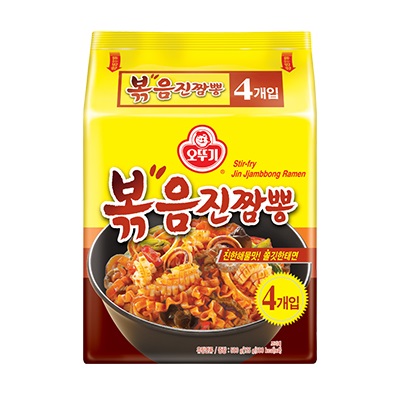 볶음진짬뽕 4개입
오뚜기
Stir-fry
Jin Jjambbong Ramen
볶음진짬뽕
진한해물맛! 쫄깃한태면
4개입